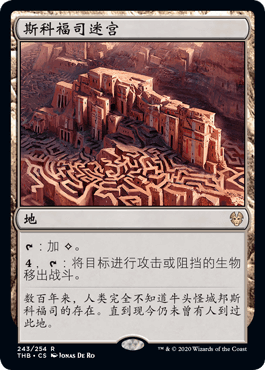 斯科福司迷宫
地
：加。
4，：将目标进行攻击或阻挡的生物
移出战斗。
数百年来，人类完全不知道牛头怪城邦斯
科福司的存在。直到现今仍未曾有人到过
此地。
243/254 R
THB • CS Jonas De Ro
™ & © 2020 Wizards of the Coast